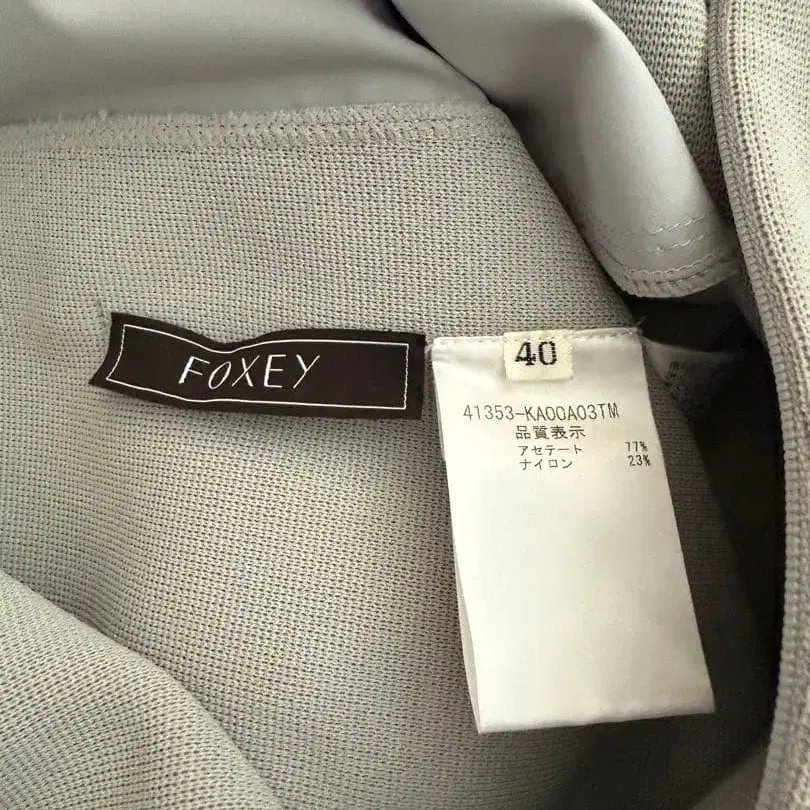 FOXEY
40
41353-KA00A03TM
品質表示
アセテート 77%
ナイロン 23%